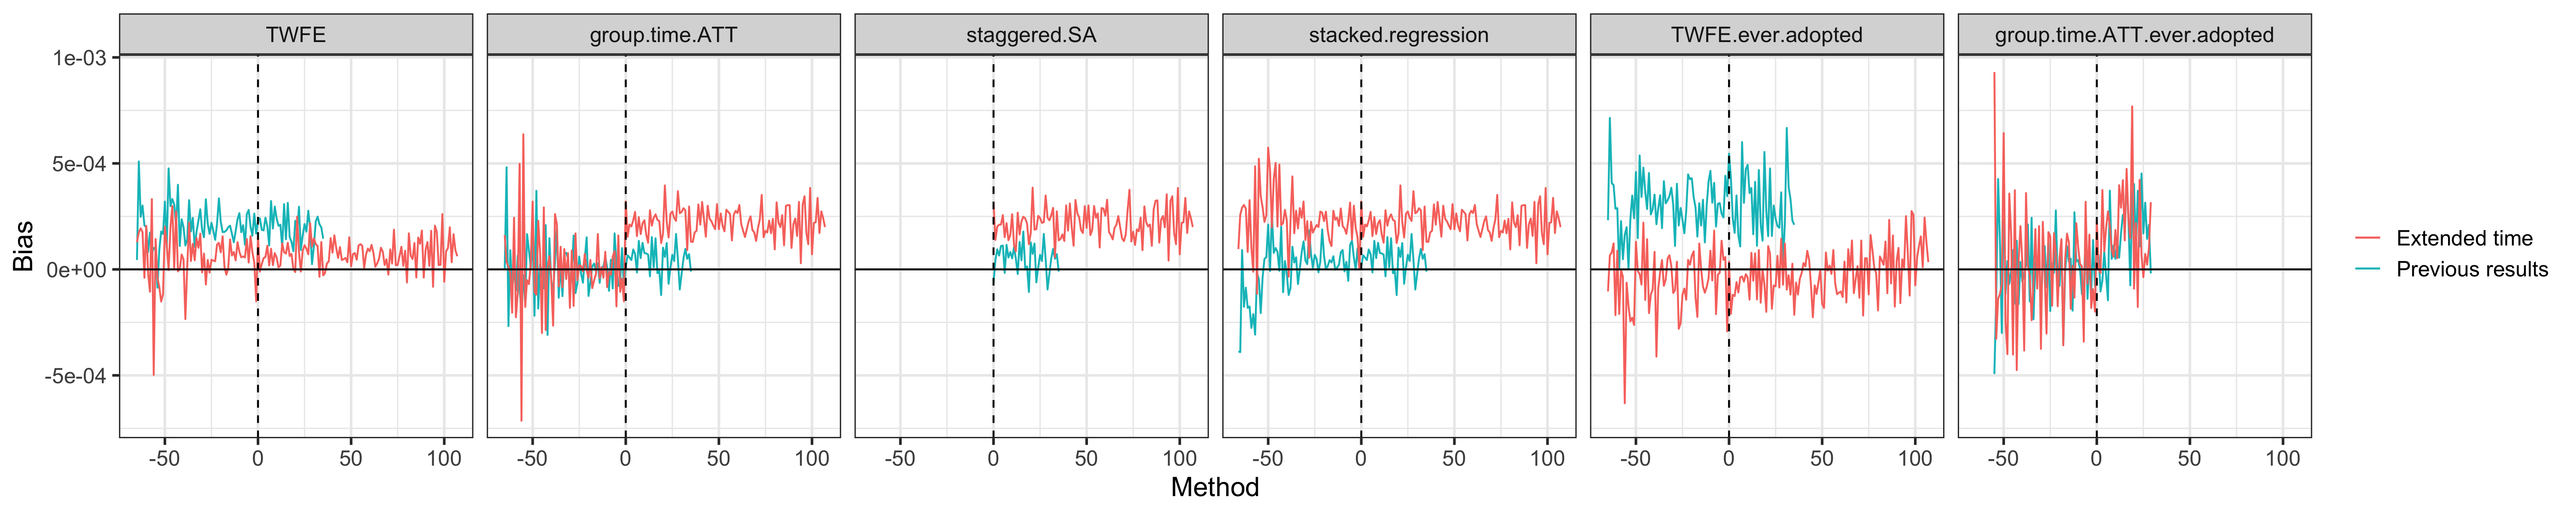 TWFE
group.time.ATT
staggered.SA
stacked.regression
TWFE.ever.adopted
group.time.ATT.ever.adopted
Bias
1e-03
5e-04
0e+00
-5e-04
-50 0 50 100
-50 0 50 100
-50 0 50 100
-50 0 50 100
-50 0 50 100
-50 0 50 100
Method
Extended time
Previous results